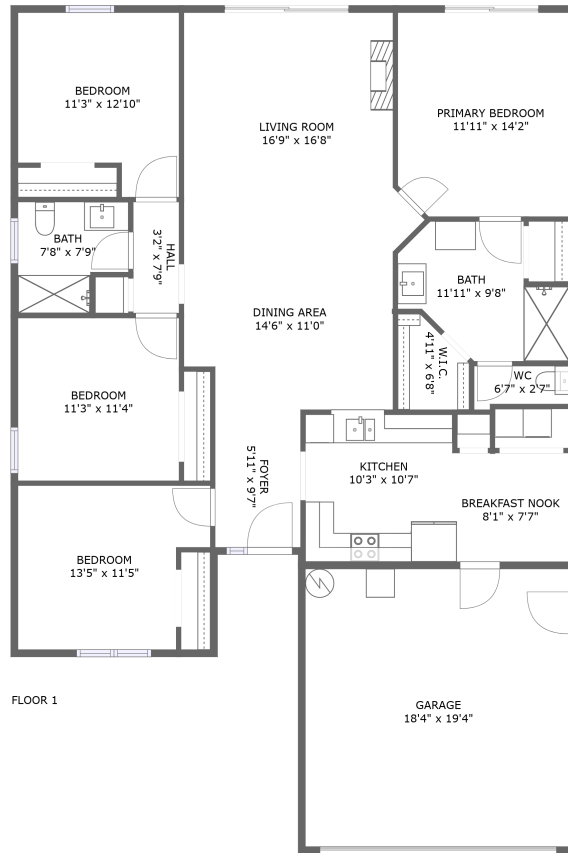 BEDROOM
11'3" x 12'10"
LIVING ROOM
16'9" x 16'8"
PRIMARY BEDROOM
11'11" x 14'2"
BATH
7'8" x 7'9"
HALL
3'2" x 7'9"
BATH
11'11" x 9'8"
DINING AREA
14'6" x 11'0"
W.I.C.
4'11" x 6'8"
WC
6'7" x 2'7"
BEDROOM
11'3" x 11'4"
FOYER
5'11" x 9'7"
KITCHEN
10'3" x 10'7"
BREAKFAST NOOK
8'1" x 7'7"
BEDROOM
13'5" x 11'5"
FLOOR 1
GARAGE
18'4" x 19'4"